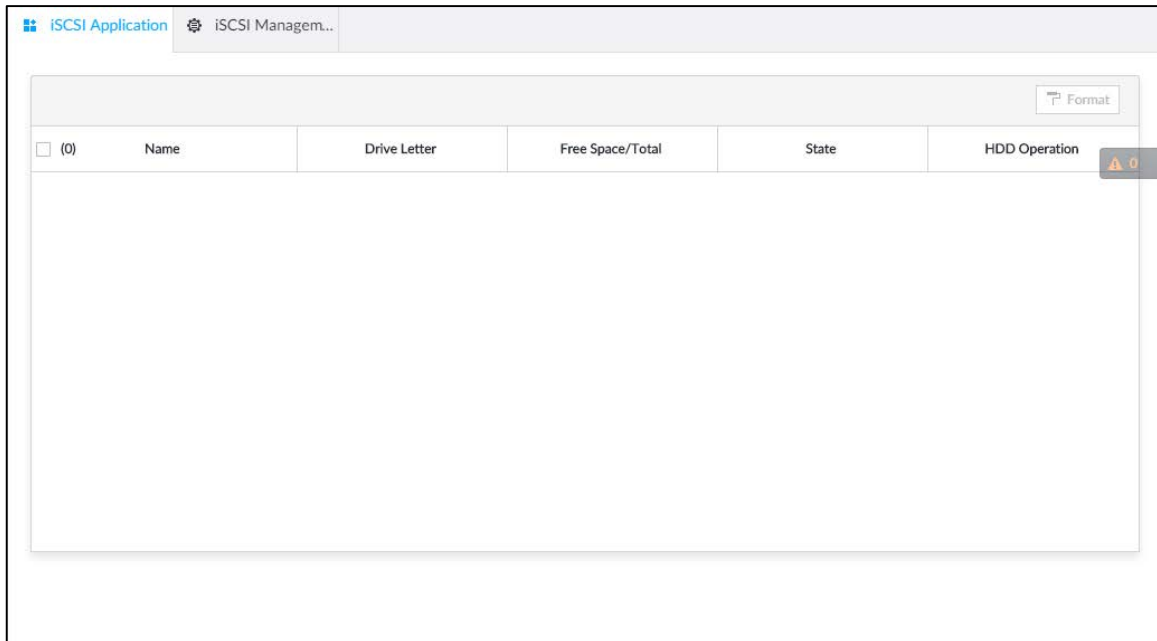 iSCSI Application iSCSI Managem...
Format
(0) Name Drive Letter Free Space/Total State HDD Operation
0